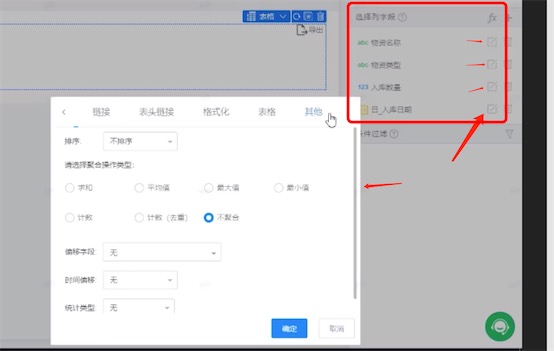 表格
导出
选择列字段
fx
abc 物资名称
abc 物资类型
123 入库数量
日_入库日期
条件过滤
链接 表头链接 格式化 表格 其他
排序: 不排序
请选择聚合操作类型:
求和 平均值 最大值 最小值
计数 计数（去重） 不聚合
偏移字段 无
时间偏移: 无
统计类型 无
确定 取消